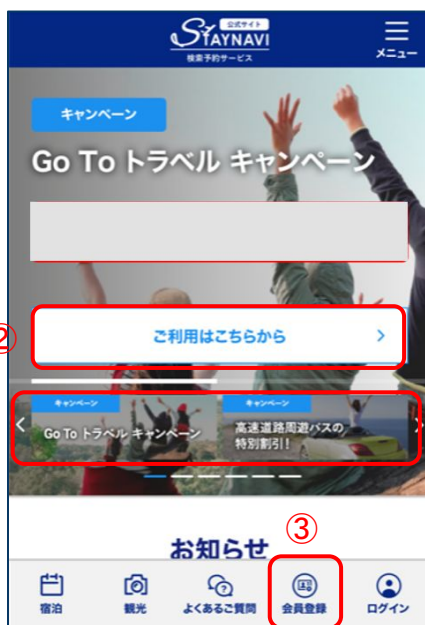 公式サイト
STAYNAVI
検索予約サービス
メニュー
キャンペーン
Go To トラベル キャンペーン
②
ご利用はこちらから
キャンペーン
Go To トラベル キャンペーン
キャンペーン
高速道路周遊パスの
特別割引!
③
お知らせ
宿泊
観光
よくあるご質問
会員登録
ログイン